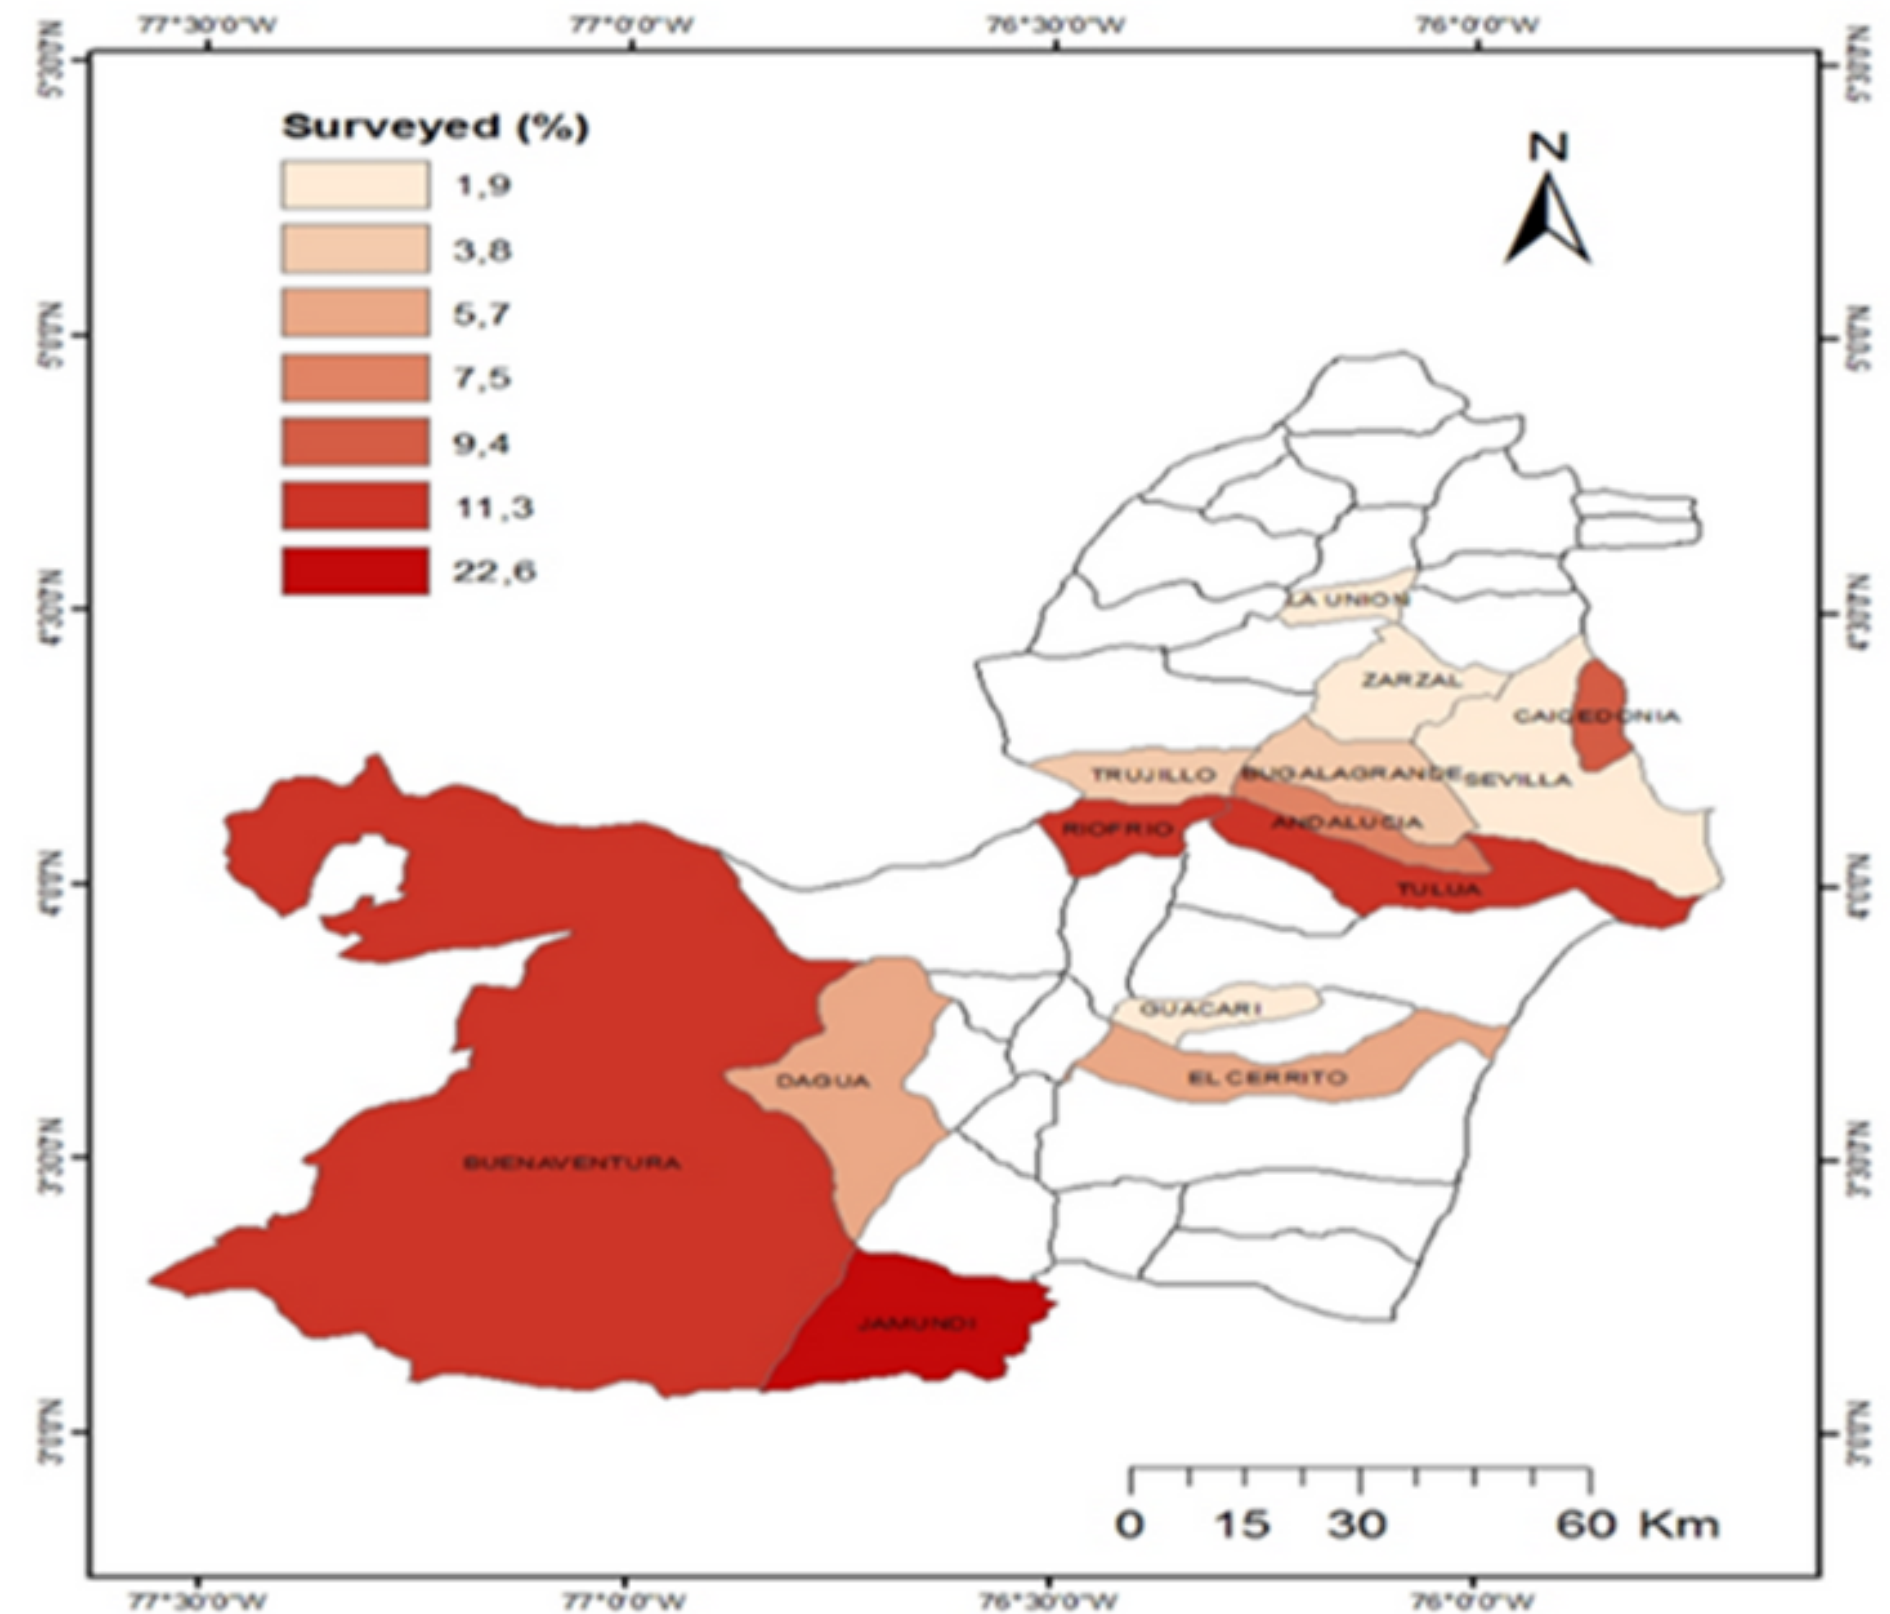 77°30'0"W 77°0'0"W 76°30'0"W 76°0'0"W
5°30'0"N
5°30'0"N
Surveyed (%)
N
1,9
3,8
5,7
7,5
9,4
11,3
22,6
5°0'0"N
5°0'0"N
4°30'0"N
4°30'0"N
LA UNION
ZARZAL
CAICEDONIA
TRUJILLO
BUGALAGRANDE
SEVILLA
RIOFRIO
ANDALUCIA
TULUA
4°0'0"N
4°0'0"N
GUACARI
DAGUA
EL CERRITO
BUENAVENTURA
3°30'0"N
3°30'0"N
JAMUNDI
3°0'0"N
3°0'0"N
0 15 30 60 Km
77°30'0"W 77°0'0"W 76°30'0"W 76°0'0"W